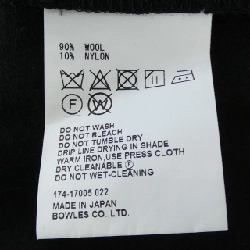 90% WOOL
10% NYLON
F W
DO NOT WASH
DO NOT BLEACH
DO NOT TUMBLE DRY
DRIP LINE DRYING IN SHADE
WARM IRON,USE PRESS CLOTH
DRY CLEANABLE Ⓕ
DO NOT WET-CLEANING
174-17005 022
MADE IN JAPAN
BOWLES CO. LTD.